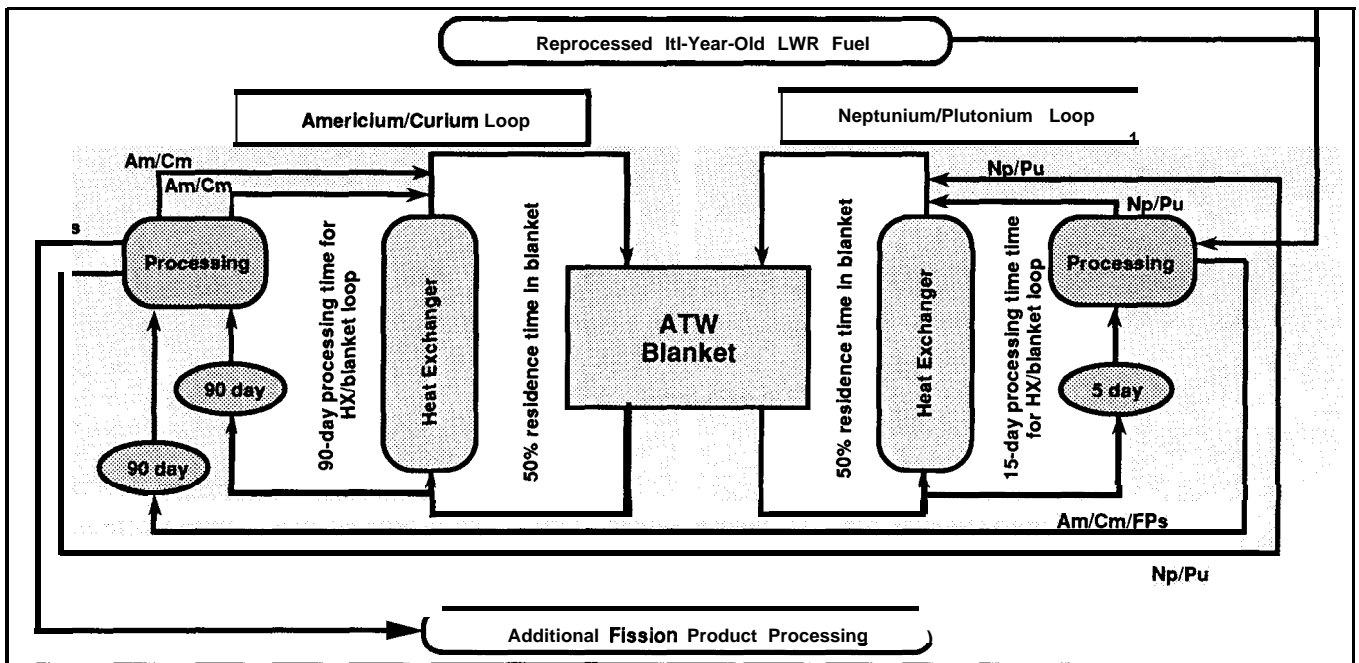 Reprocessed Itl-Year-Old LWR Fuel
Americium/Curium Loop
Neptunium/Plutonium Loop
1
Am/Cm
Am/Cm
Np/Pu
Np/Pu
s
Processing
90-day processing time for
HX/blanket loop
Heat Exchanger
50% residence time in blanket
ATW
Blanket
50% residence time in blanket
Heat Exchanger
15-day processing time time
for HX/blanket loop
Processing
90 day
5 day
90 day
Am/Cm/FPs
Np/Pu
Additional Fission Product Processing